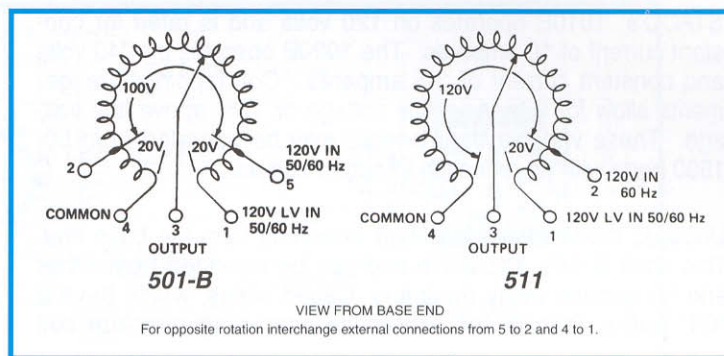 100V
20V
20V
2
120V IN
50/60 Hz
5
COMMON
4
3
1
120V LV IN
50/60 Hz
OUTPUT
501-B
120V
20V
120V IN
2
60 Hz
COMMON
4
3
1
120V LV IN 50/60 Hz
OUTPUT
511
VIEW FROM BASE END
For opposite rotation interchange external connections from 5 to 2 and 4 to 1.